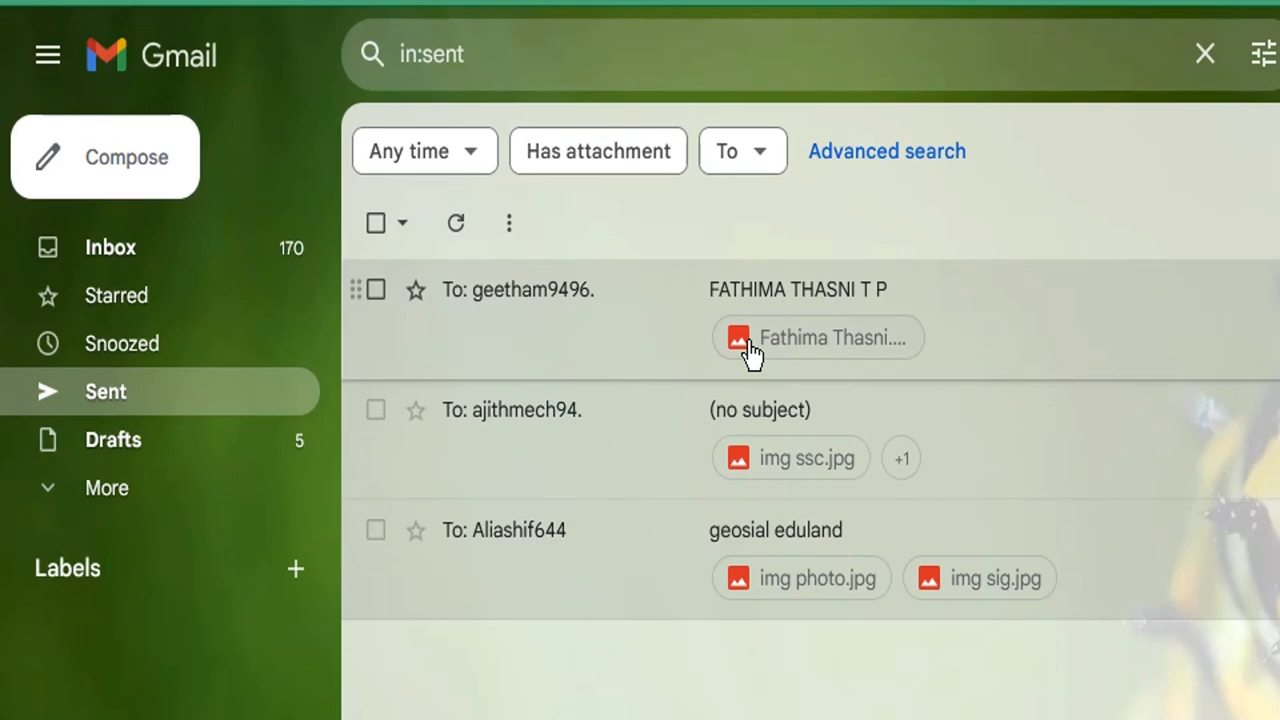 Gmail
in:sent
Compose
Any time
Has attachment
To
Advanced search
Inbox 170
Starred
Snoozed
Sent
Drafts 5
More
Labels
To: geetham9496. FATHIMA THASNI T P
Fathima Thasni....
To: ajithmech94. (no subject)
img ssc.jpg +1
To: Aliashif644 geosial eduland
img photo.jpg img sig.jpg